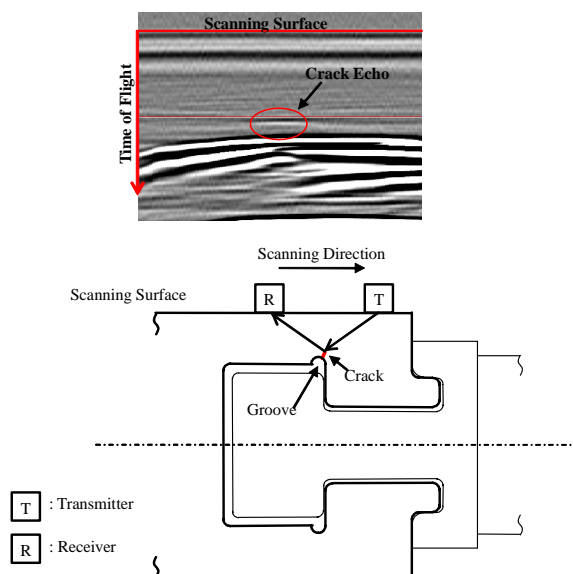 Scanning Surface
Crack Echo
Time of Flight
Scanning Direction
Scanning Surface
R
T
Crack
Groove
T : Transmitter
R : Receiver